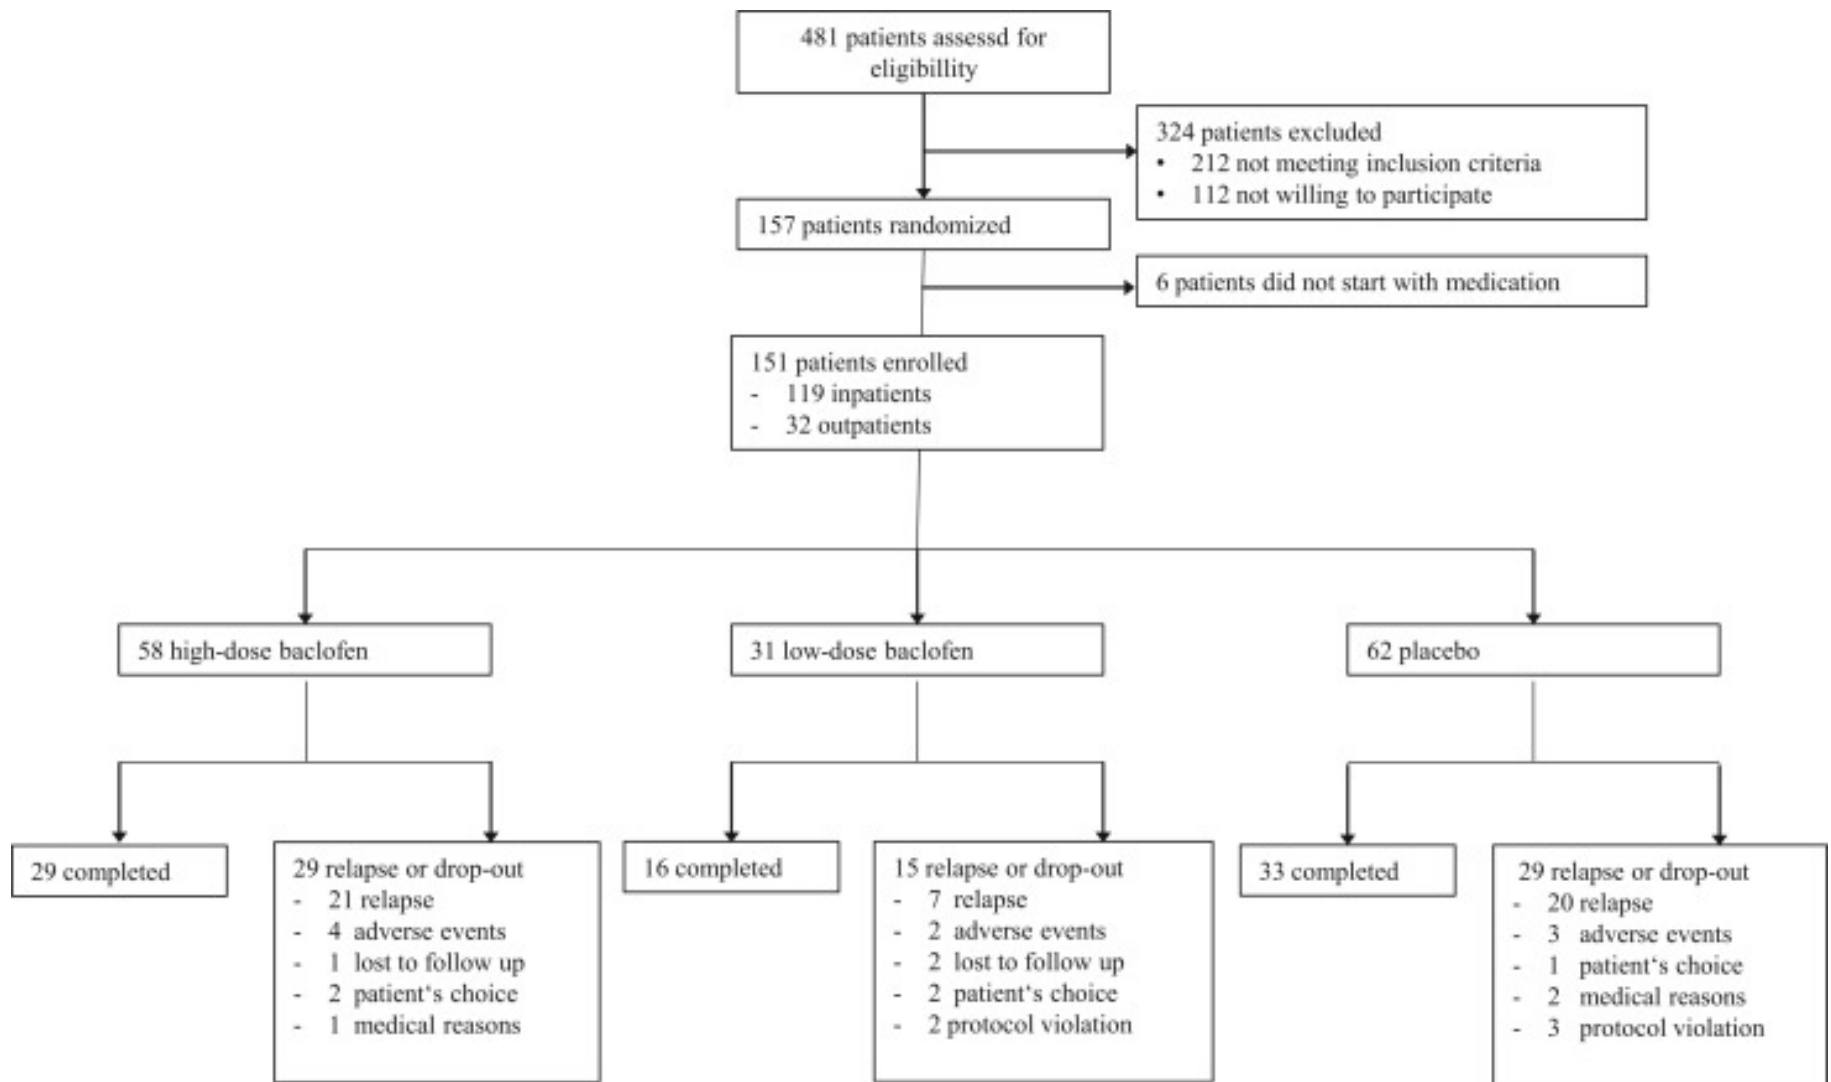 481 patients assessd for
eligibillity
324 patients excluded
• 212 not meeting inclusion criteria
• 112 not willing to participate
157 patients randomized
6 patients did not start with medication
151 patients enrolled
- 119 inpatients
- 32 outpatients
58 high-dose baclofen
31 low-dose baclofen
62 placebo
29 completed
29 relapse or drop-out
- 21 relapse
- 4 adverse events
- 1 lost to follow up
- 2 patient‘s choice
- 1 medical reasons
16 completed
15 relapse or drop-out
- 7 relapse
- 2 adverse events
- 2 lost to follow up
- 2 patient‘s choice
- 2 protocol violation
33 completed
29 relapse or drop-out
- 20 relapse
- 3 adverse events
- 1 patient‘s choice
- 2 medical reasons
- 3 protocol violation